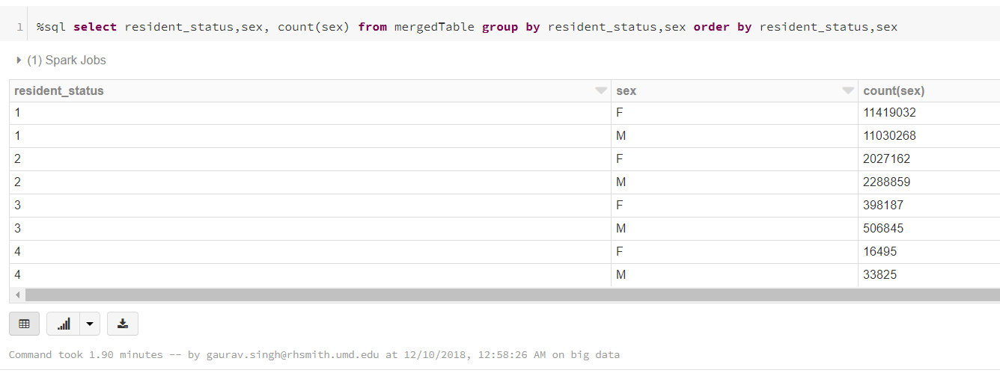 1 %sql select resident_status,sex, count(sex) from mergedTable group by resident_status,sex order by resident_status,sex
(1) Spark Jobs
resident_status sex count(sex)
1 F 11419032
1 M 11030268
2 F 2027162
2 M 2288859
3 F 398187
3 M 506845
4 F 16495
4 M 33825
Command took 1.90 minutes -- by gaurav.singh@rhsmith.umd.edu at 12/10/2018, 12:58:26 AM on big data